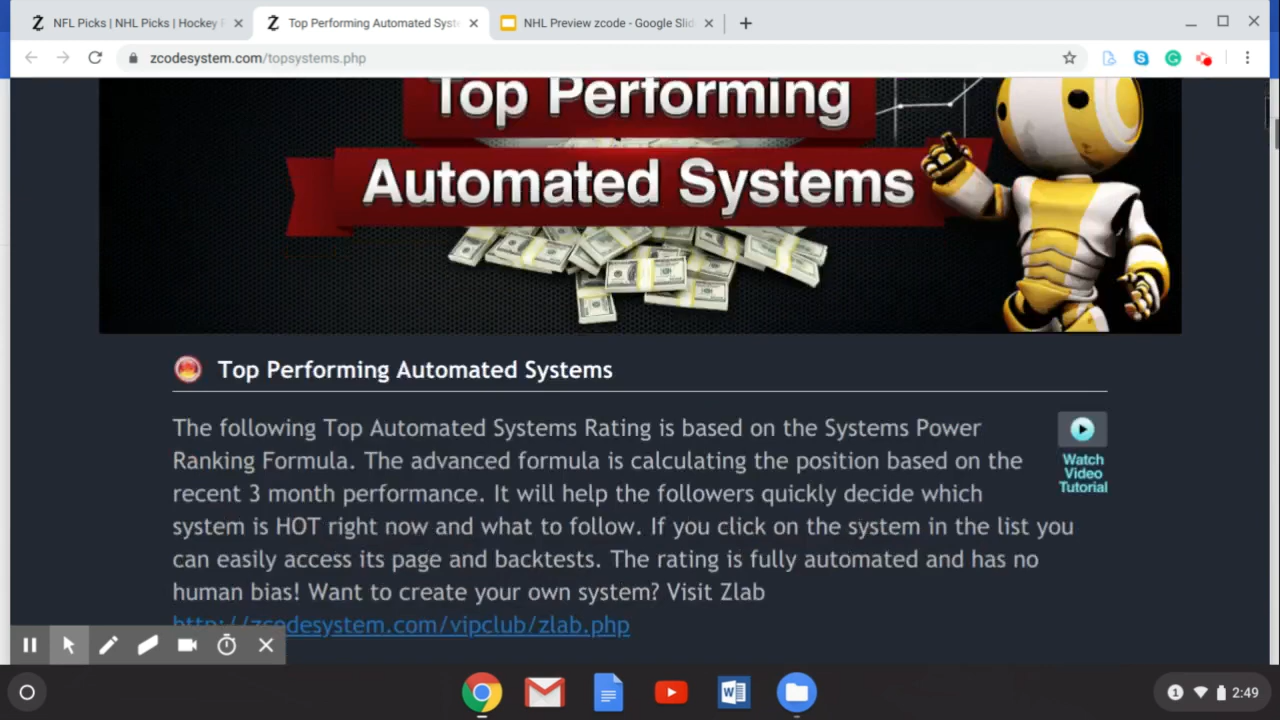 NFL Picks | NHL Picks | Hockey
Top Performing Automated Syst
NHL Preview zcode - Google Slid
zcodesystem.com/topsystems.php
Top Performing
Automated Systems
Top Performing Automated Systems
The following Top Automated Systems Rating is based on the Systems Power
Ranking Formula. The advanced formula is calculating the position based on the
recent 3 month performance. It will help the followers quickly decide which
system is HOT right now and what to follow. If you click on the system in the list you
can easily access its page and backtests. The rating is fully automated and has no
human bias! Want to create your own system? Visit Zlab
http://zcodesystem.com/vipclub/zlab.php
Watch
Video
Tutorial
1
2:49